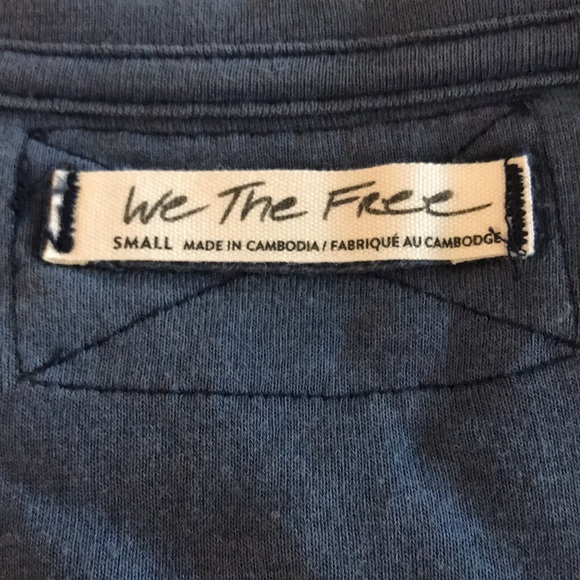 We The Free
SMALL MADE IN CAMBODIA / FABRIQUÉ AU CAMBODGE